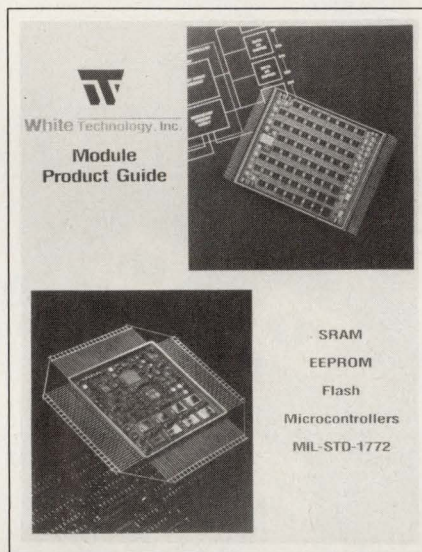 White Technology, Inc.
Module
Product Guide
SRAM
EEPROM
Flash
Microcontrollers
MIL-STD-1772